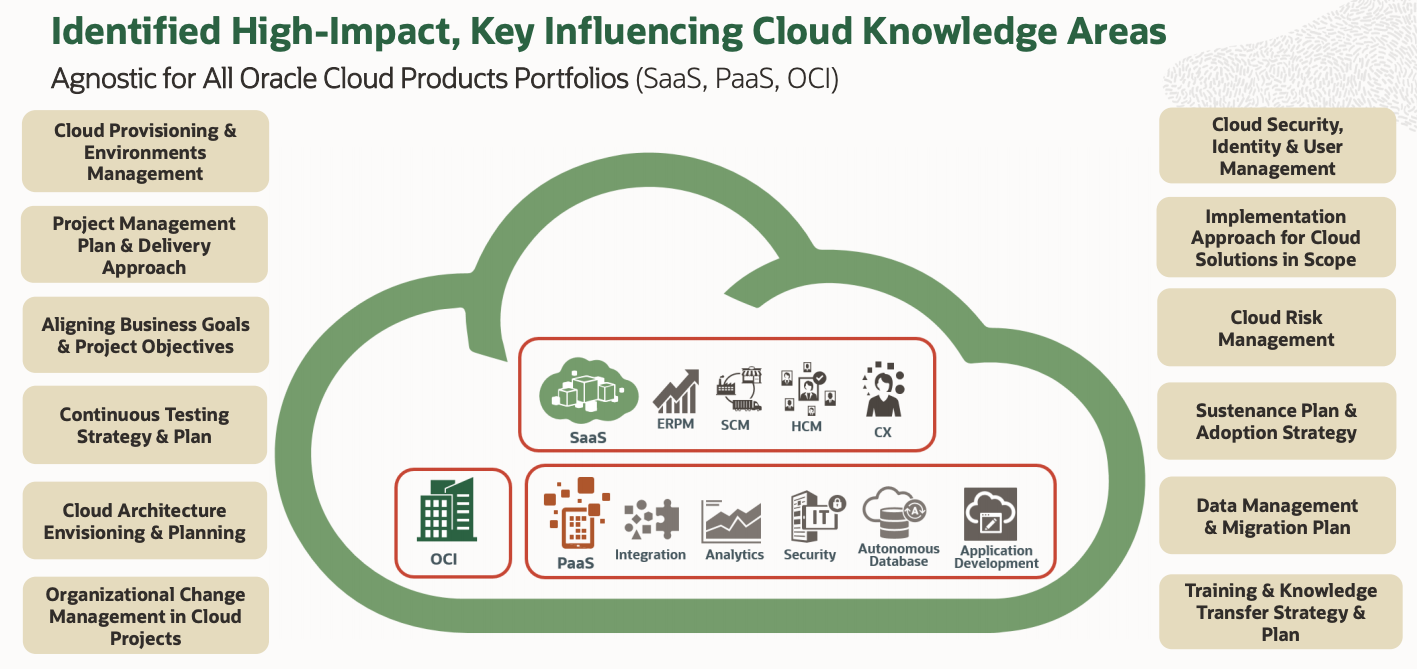 Identified High-Impact, Key Influencing Cloud Knowledge Areas
Agnostic for All Oracle Cloud Products Portfolios (SaaS, PaaS, OCI)
Cloud Provisioning &
Environments
Management
Project Management
Plan & Delivery
Approach
Aligning Business Goals
& Project Objectives
Continuous Testing
Strategy & Plan
Cloud Architecture
Envisioning & Planning
Organizational Change
Management in Cloud
Projects
SaaS
ERPM
SCM
HCM
CX
OCI
PaaS
Integration
Analytics
IT
Security
A
Autonomous
Database
Application
Development
Cloud Security,
Identity & User
Management
Implementation
Approach for Cloud
Solutions in Scope
Cloud Risk
Management
Sustenance Plan &
Adoption Strategy
Data Management
& Migration Plan
Training & Knowledge
Transfer Strategy &
Plan